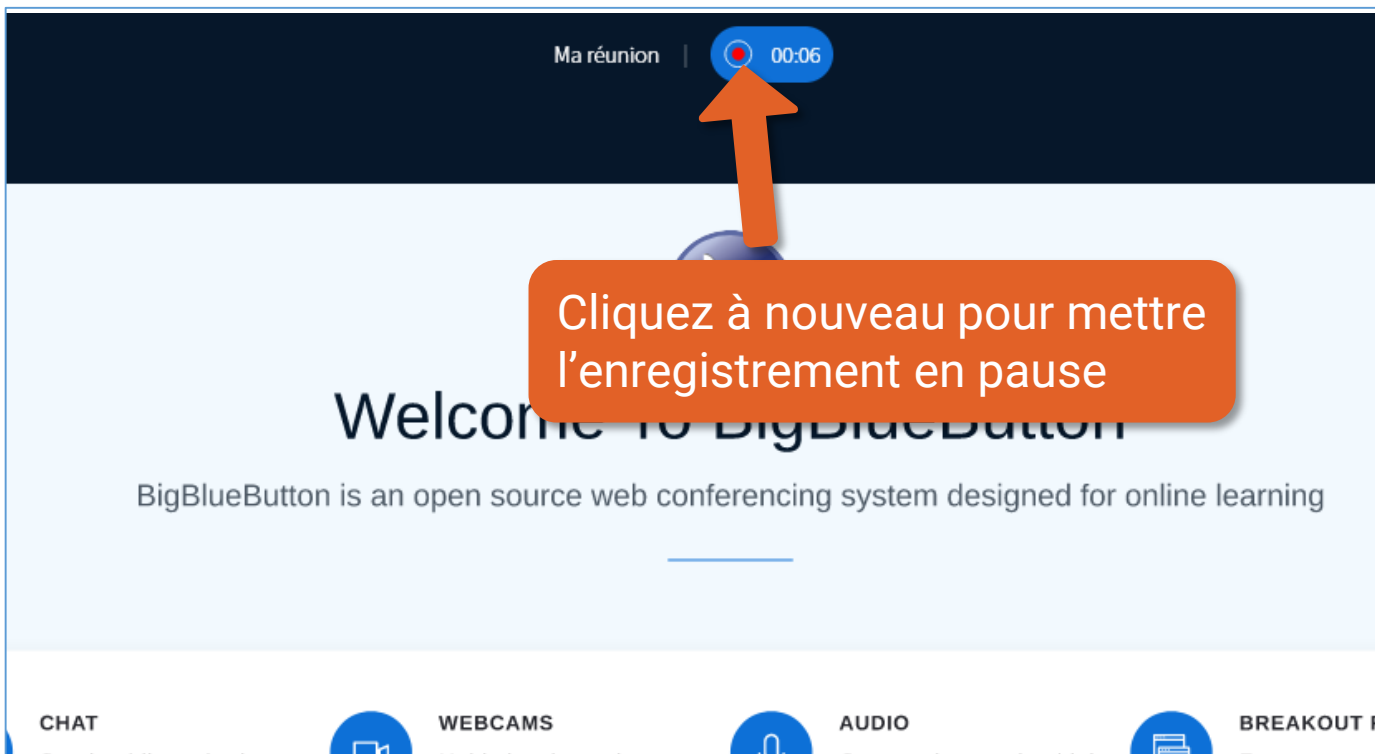 Ma réunion | 00:06
Cliquez à nouveau pour mettre
l’enregistrement en pause
Welcome To BigBlueButton
BigBlueButton is an open source web conferencing system designed for online learning
CHAT
WEBCAMS
AUDIO
BREAKOUT